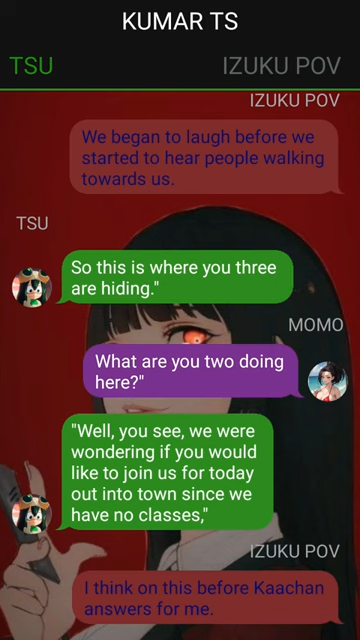 KUMAR TS
TSU
IZUKU POV
IZUKU POV
We began to laugh before we
started to hear people walking
towards us.
TSU
So this is where you three
are hiding."
MOMO
What are you two doing
here?"
"Well, you see, we were
wondering if you would
like to join us for today
out into town since we
have no classes,"
IZUKU POV
I think on this before Kaachan
answers for me.